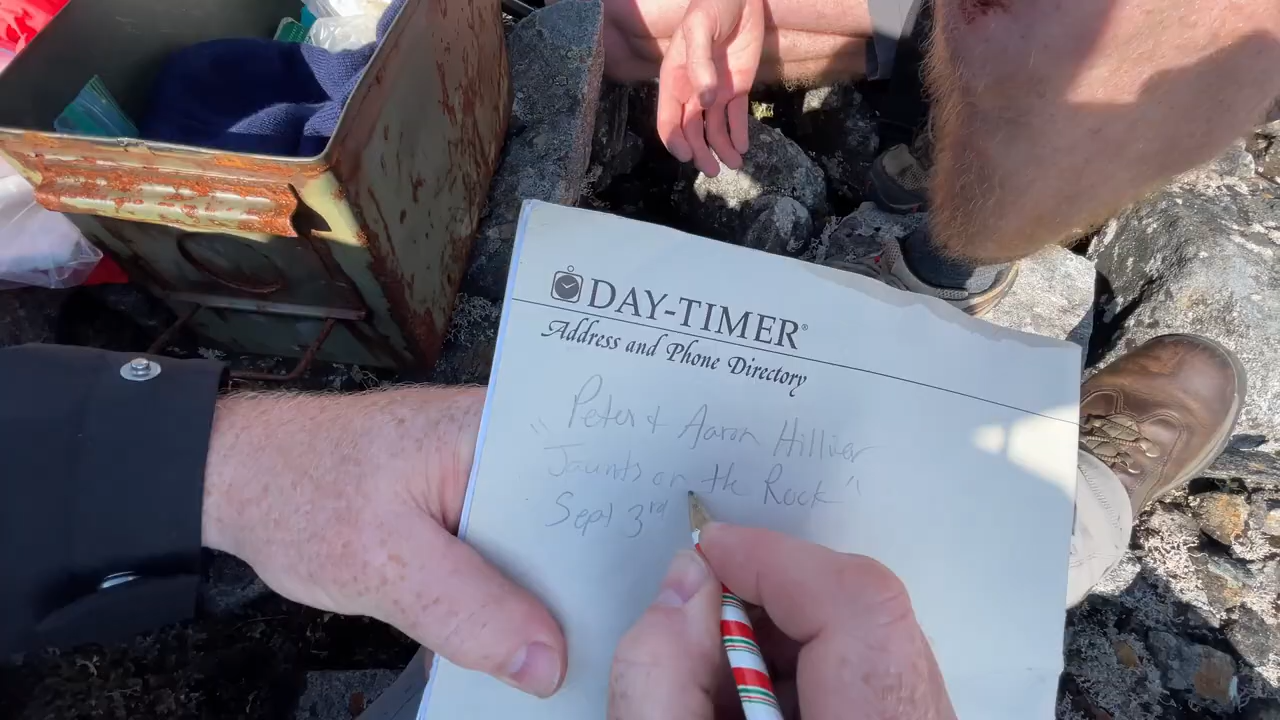 DAY-TIMER®
Address and Phone Directory
Peter & Aaron Hillier
"Jaunts on the Rock"
Sept 3rd